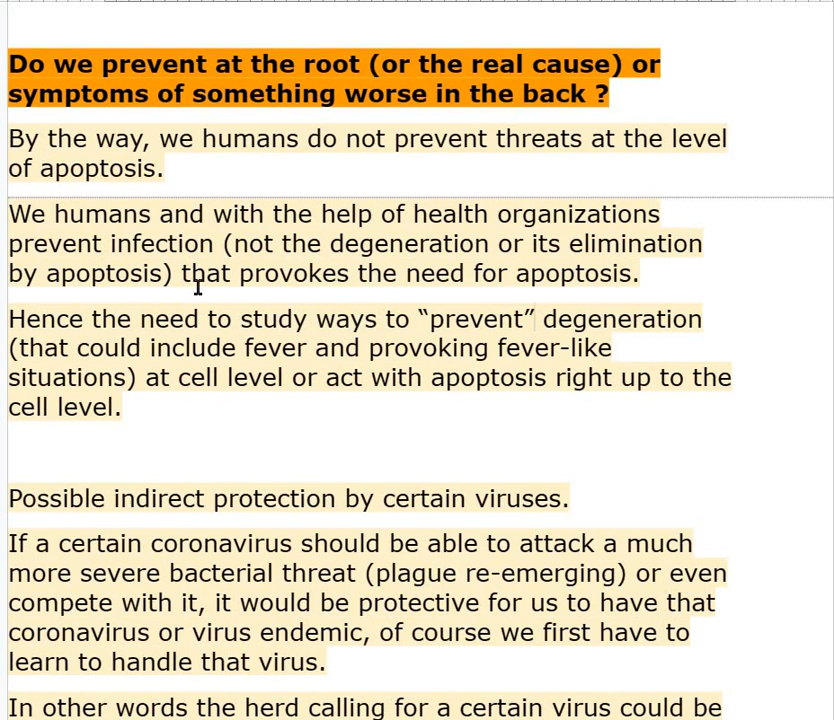 Do we prevent at the root (or the real cause) or
symptoms of something worse in the back ?
By the way, we humans do not prevent threats at the level
of apoptosis.
We humans and with the help of health organizations
prevent infection (not the degeneration or its elimination
by apoptosis) that provokes the need for apoptosis.
Hence the need to study ways to “prevent” degeneration
(that could include fever and provoking fever-like
situations) at cell level or act with apoptosis right up to the
cell level.
Possible indirect protection by certain viruses.
If a certain coronavirus should be able to attack a much
more severe bacterial threat (plague re-emerging) or even
compete with it, it would be protective for us to have that
coronavirus or virus endemic, of course we first have to
learn to handle that virus.
In other words the herd calling for a certain virus could be